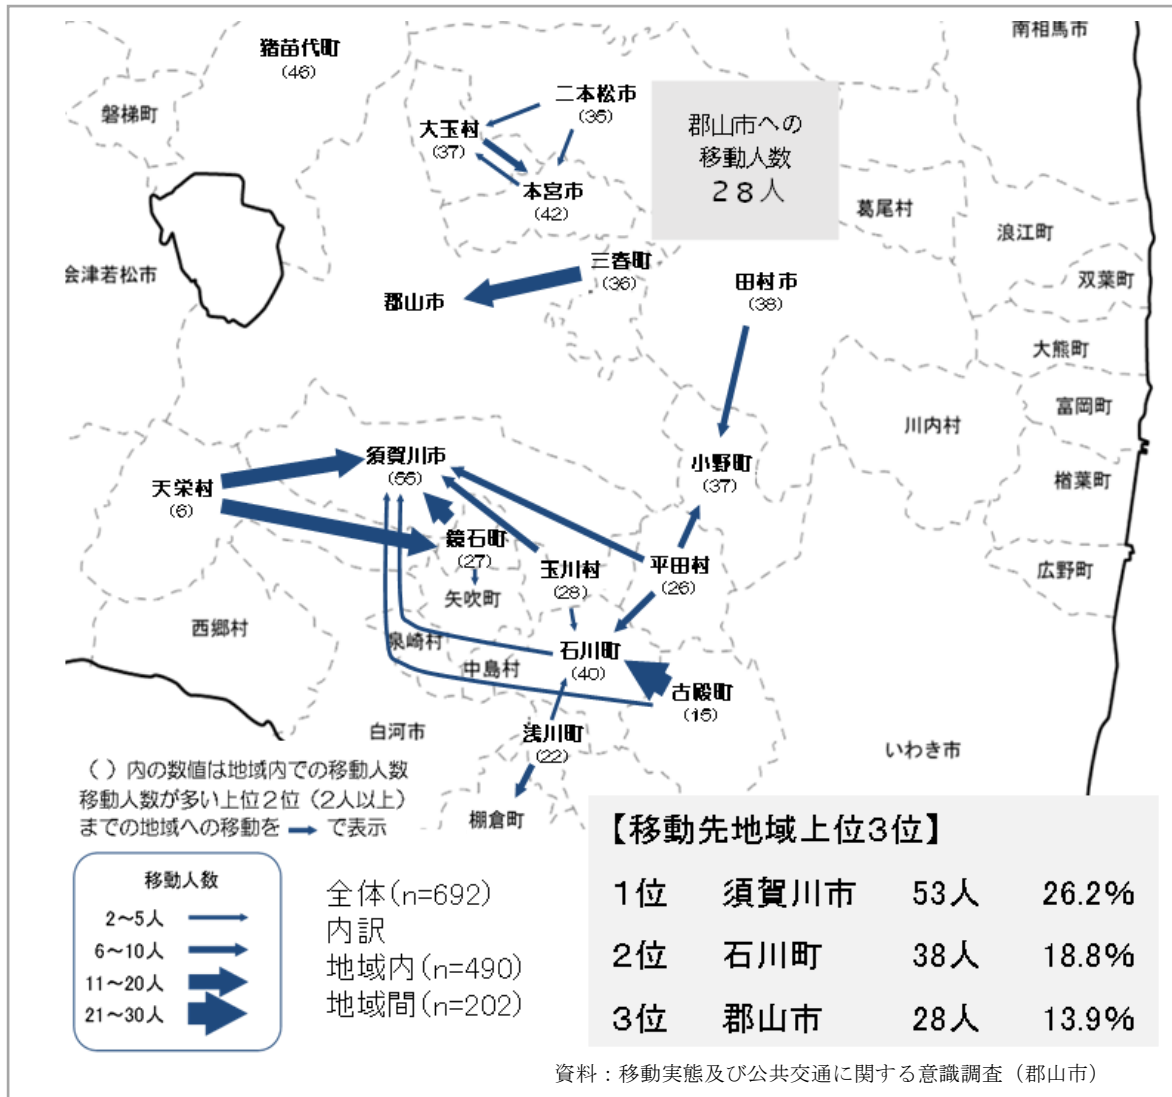 南相馬市
猪苗代町
(46)
磐梯町
二本松市
(35)
大玉村
(37)
本宮市
(42)
郡山市への
移動人数
28人
葛尾村
浪江町
双葉町
会津若松市
三春町
(36)
郡山市
田村市
(38)
大熊町
富岡町
川内村
楢葉町
広野町
須賀川市
(55)
天栄村
(6)
小野町
(37)
鏡石町
(27)
玉川村
(28)
平田村
(26)
矢吹町
西郷村
泉崎村
中島村
石川町
(40)
古殿町
(15)
白河市
浅川町
(22)
いわき市
棚倉町
( ) 内の数値は地域内での移動人数
移動人数が多い上位2位 (2人以上)
までの地域への移動を → で表示
移動人数
2～5人
6～10人
11～20人
21～30人
全体(n=692)
内訳
地域内(n=490)
地域間(n=202)
【移動先地域上位3位】
1位 須賀川市 53人 26.2%
2位 石川町 38人 18.8%
3位 郡山市 28人 13.9%
資料：移動実態及び公共交通に関する意識調査（郡山市）